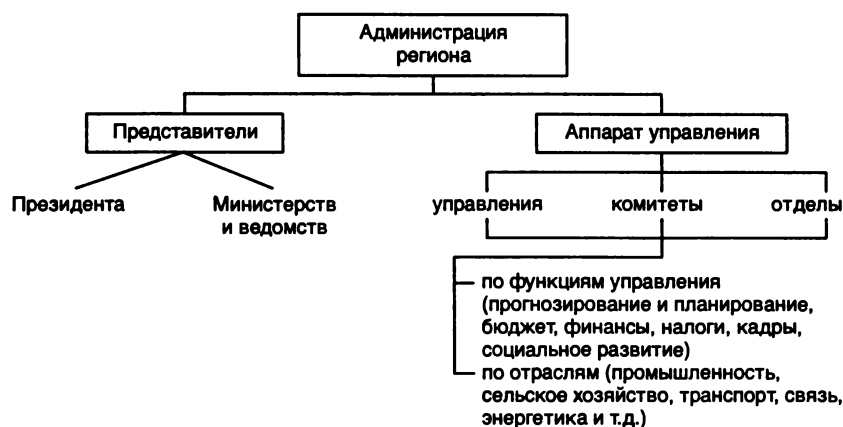 Администрация
региона
Представители
Аппарат управления
Президента
Министерств
и ведомств
управления
комитеты
отделы
по функциям управления
(прогнозирование и планирование,
бюджет, финансы, налоги, кадры,
социальное развитие)
по отраслям (промышленность,
сельское хозяйство, транспорт, связь,
энергетика и т.д.)